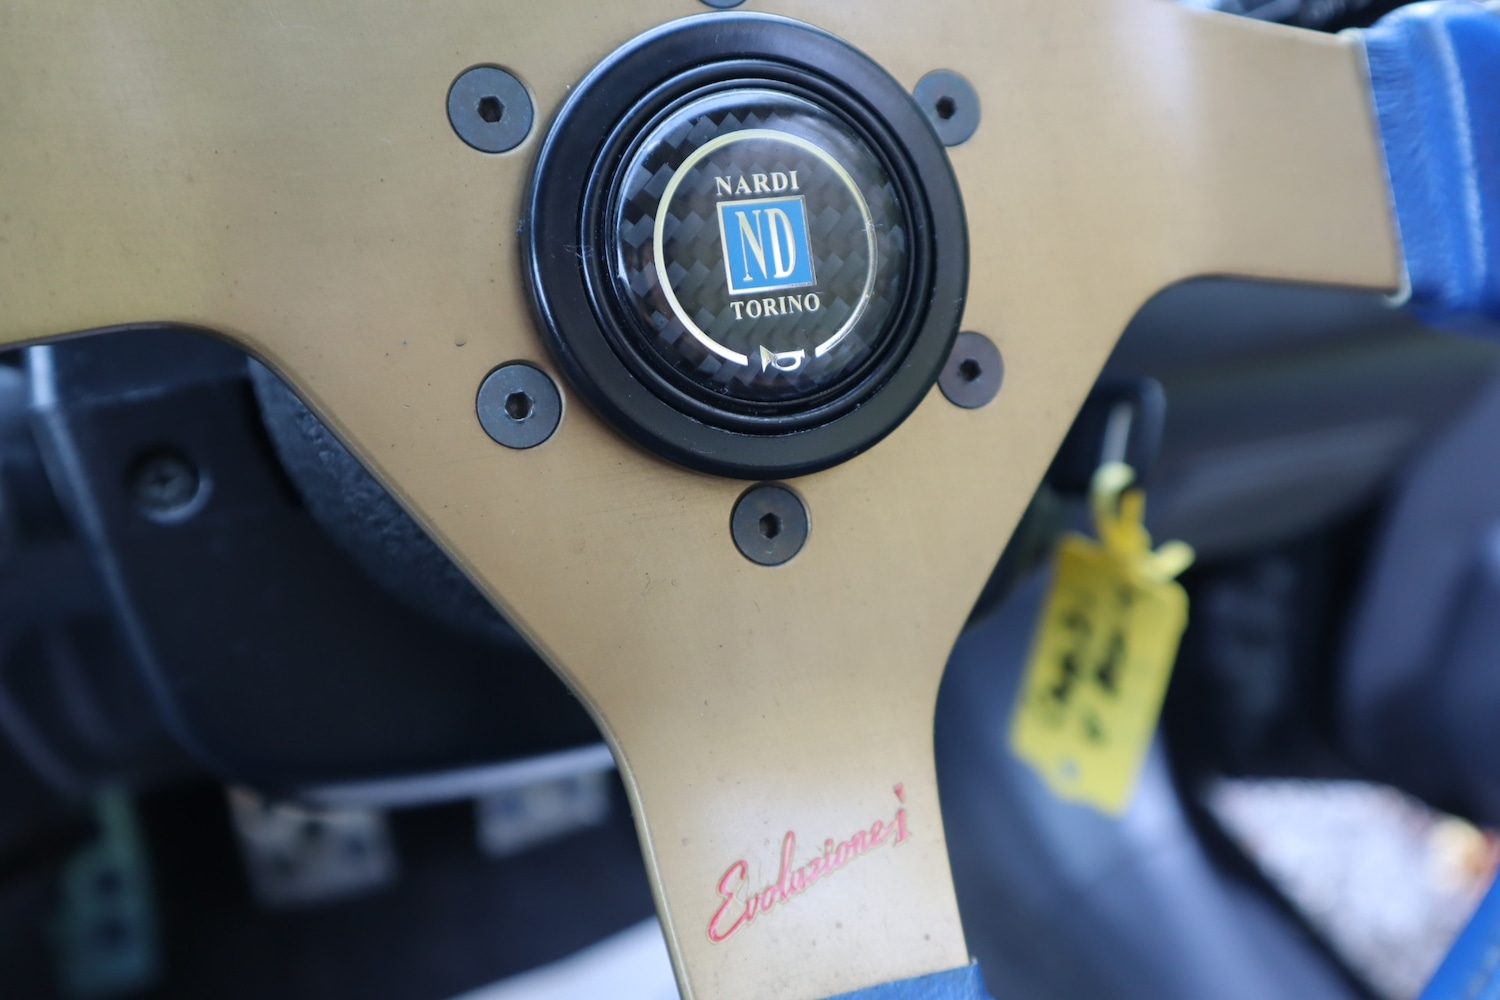 NARDI
ND
TORINO
Evoluzione i